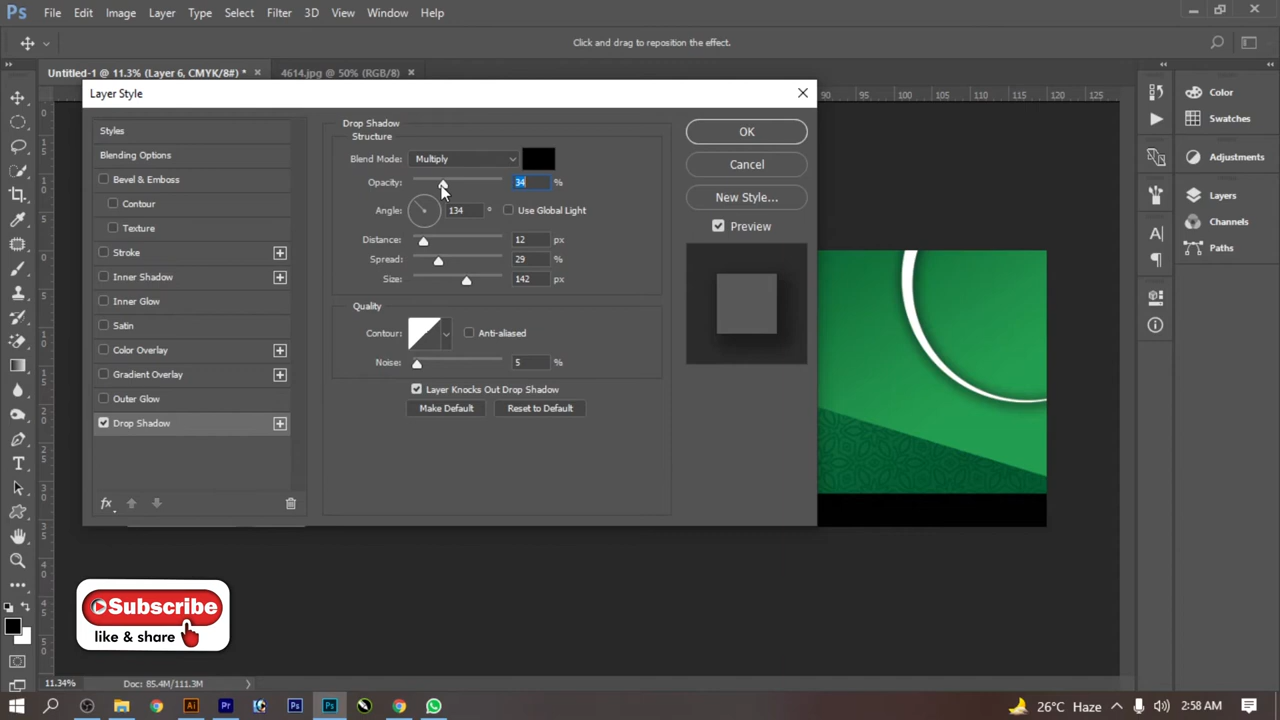 Ps File Edit Image Layer Type Select Filter 3D View Window Help
Click and drag to reposition the effect.
Untitled-1 @ 11.3% (Layer 6, CMYK/8#) * × 4614.jpg @ 50% (RGB/8) ×
Layer Style
90 95 100 105 110 115 120 125
Styles
Blending Options
Bevel & Emboss
Contour
Texture
Stroke
Inner Shadow
Inner Glow
Satin
Color Overlay
Gradient Overlay
Outer Glow
Drop Shadow
fx
Drop Shadow
Structure
Blend Mode: Multiply
Opacity: 34 %
Angle: 134 ° Use Global Light
Distance: 12 px
Spread: 29 %
Size: 142 px
Quality
Contour: Anti-aliased
Noise: 5 %
Layer Knocks Out Drop Shadow
Make Default Reset to Default
OK
Cancel
New Style...
Preview
Color
Swatches
Adjustments
Layers
Channels
Paths
Subscribe
like & share
11.34% Doc: 85.4M/111.3M
26°C Haze 2:58 AM